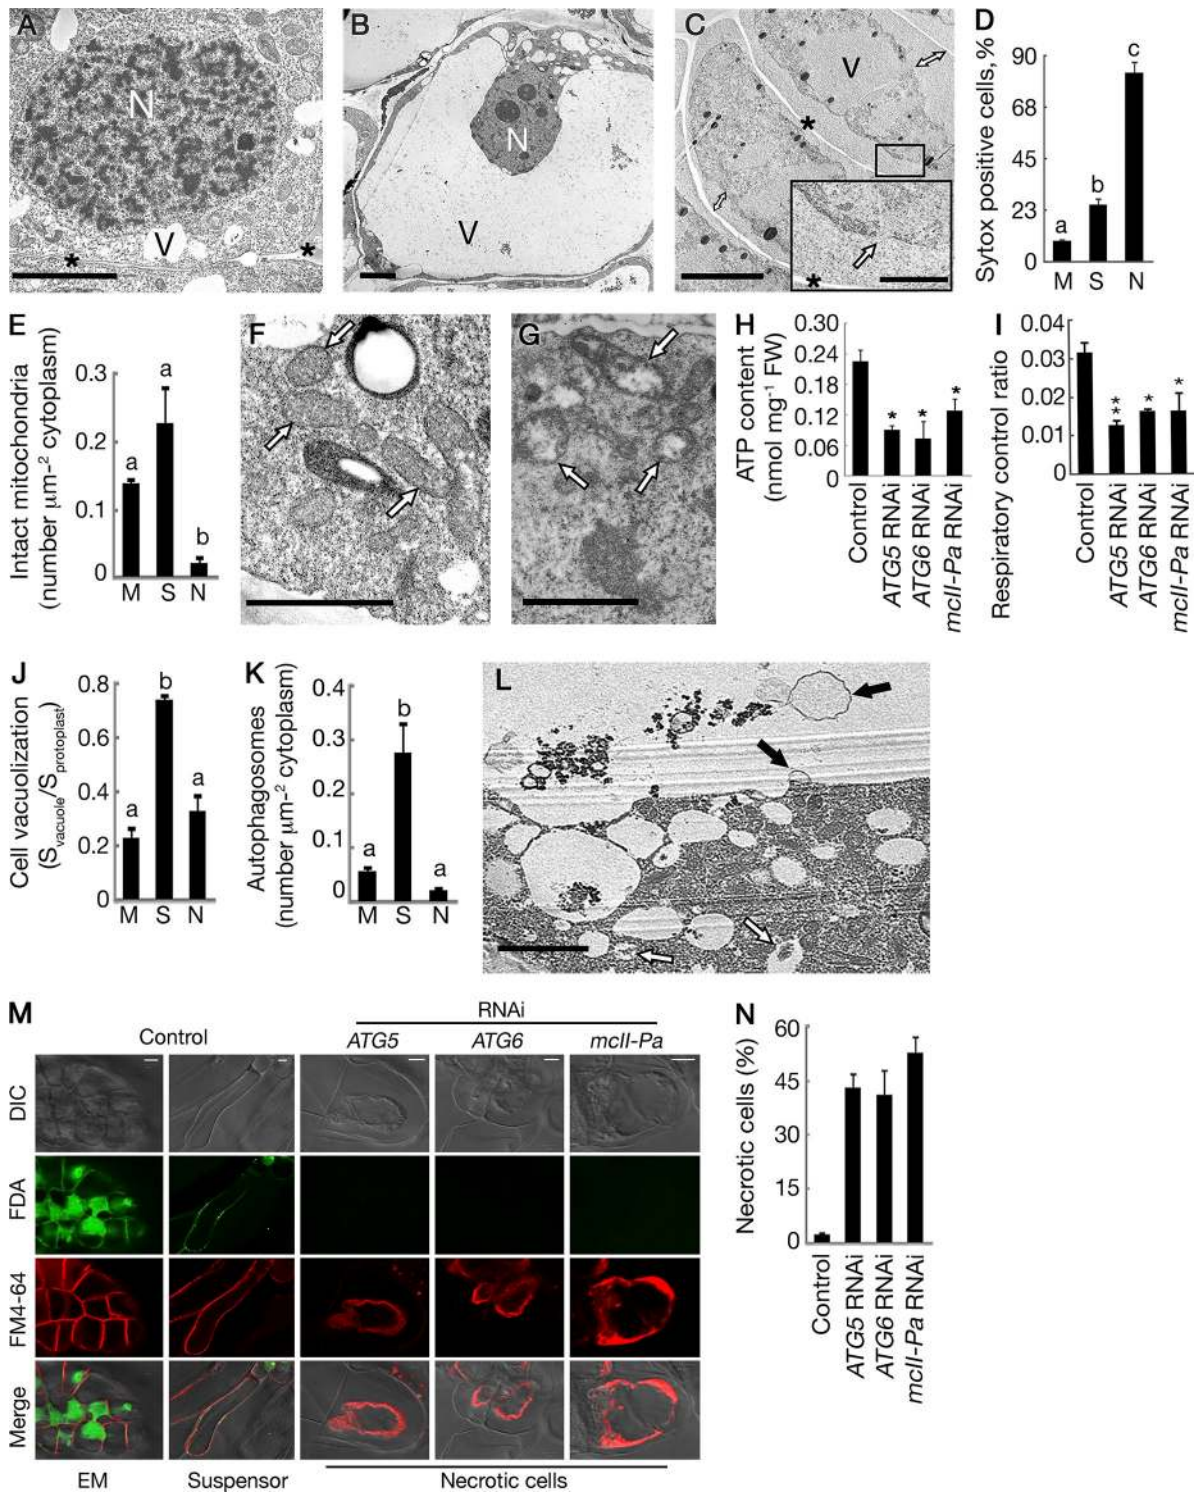 A
N
V
*
*
B
N
V
C
V
*
*
D
Sytox positive cells, %
90
68
45
23
0
a
b
c
M S N
E
Intact mitochondria
(number µm-² cytoplasm)
0.3
0.2
0.1
0
a
a
b
M S N
F
G
H
ATP content
(nmol mg⁻¹ FW)
0.30
0.24
0.18
0.12
0.06
0
*
*
*
Control
ATG5 RNAi
ATG6 RNAi
mcII-Pa RNAi
I
Respiratory control ratio
0.04
0.03
0.02
0.01
0
**
*
*
Control
ATG5 RNAi
ATG6 RNAi
mcII-Pa RNAi
J
Cell vacuolization
(Svacuole/Sprotoplast)
0.8
0.6
0.4
0.2
0
a
b
a
M S N
K
Autophagosomes
(number µm-² cytoplasm)
0.4
0.3
0.2
0.1
0
a
b
a
M S N
L
M
RNAi
Control
ATG5
ATG6
mcII-Pa
DIC
FDA
FM4-64
Merge
EM
Suspensor
Necrotic cells
N
Necrotic cells (%)
60
45
30
15
0
Control
ATG5 RNAi
ATG6 RNAi
mcII-Pa RNAi